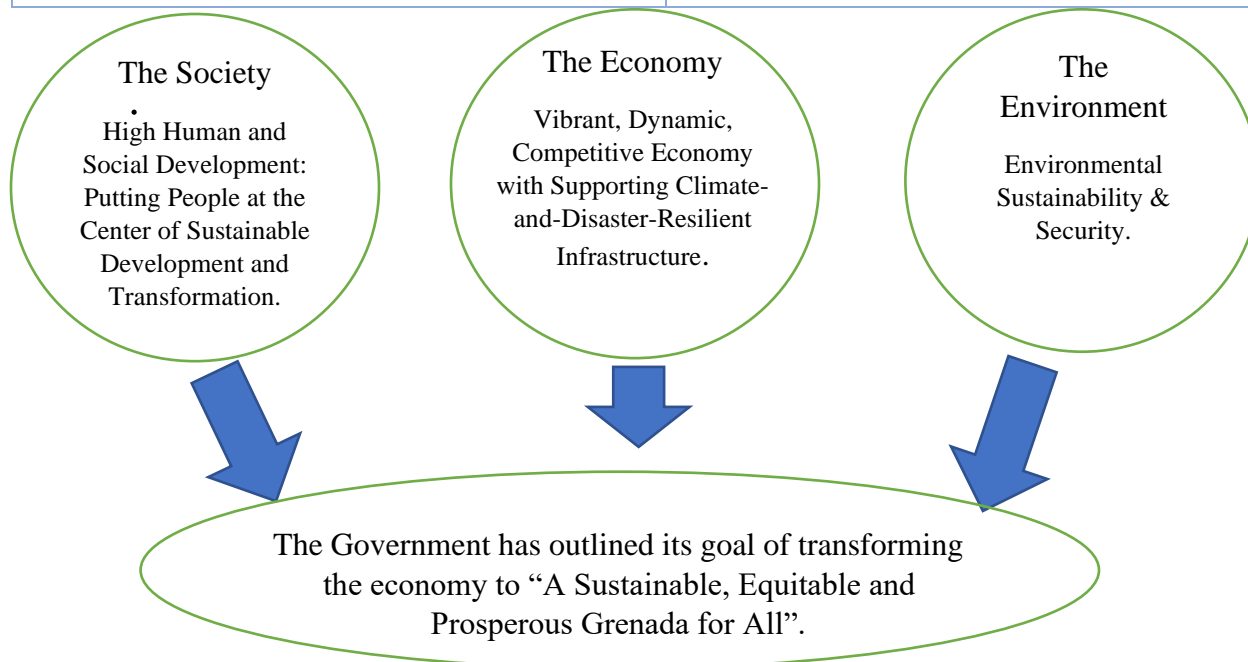 The Society
.
High Human and
Social Development:
Putting People at the
Center of Sustainable
Development and
Transformation.
The Economy
Vibrant, Dynamic,
Competitive Economy
with Supporting Climate-
and-Disaster-Resilient
Infrastructure.
The
Environment
Environmental
Sustainability &
Security.
The Government has outlined its goal of transforming
the economy to “A Sustainable, Equitable and
Prosperous Grenada for All”.